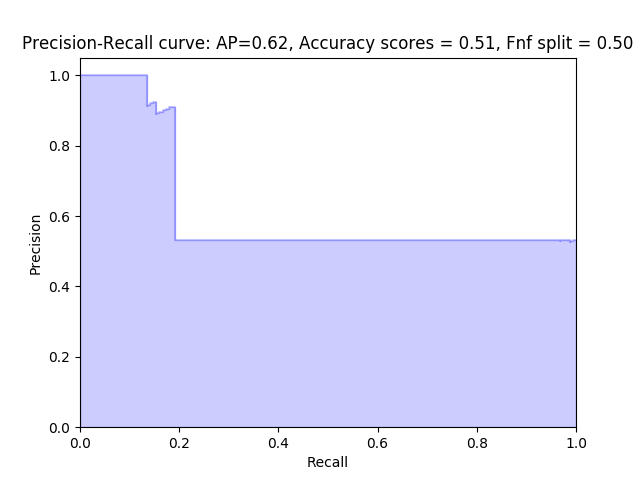 Precision-Recall curve: AP=0.62, Accuracy scores = 0.51, Fnf split = 0.50
1.0
0.8
0.6
0.4
0.2
0.0
Precision
0.0 0.2 0.4 0.6 0.8 1.0
Recall